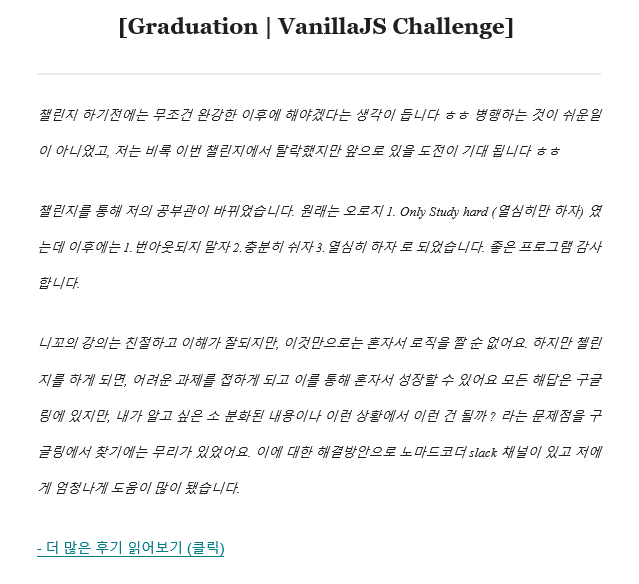 [Graduation | VanillaJS Challenge]
챌린지 하기전에는 무조건 완강한 이후에 해야겠다는 생각이 듭니다 ㅎㅎ 병행하는 것이 쉬운일
이 아니었고, 저는 비록 이번 챌린지에서 탈락했지만 앞으로 있을 도전이 기대 됩니다 ㅎㅎ
챌린지를 통해 저의 공부관이 바뀌었습니다. 원래는 오로지 1. Only Study hard (열심히만 하자) 였
는데 이후에는 1.번아웃되지 말자 2.충분히 쉬자 3.열심히 하자 로 되었습니다. 좋은 프로그램 감사
합니다.
니꼬의 강의는 친절하고 이해가 잘되지만, 이것만으로는 혼자서 로직을 짤 순 없어요. 하지만 첼린
지를 하게 되면, 어려운 과제를 접하게 되고 이를 통해 혼자서 성장할 수 있어요 모든 해답은 구글
링에 있지만, 내가 알고 싶은 소 분화된 내용이나 이런 상황에서 이런 건 될까? 라는 문제점을 구
글링에서 찾기에는 무리가 있었어요. 이에 대한 해결방안으로 노마드코더 slack 채널이 있고 저에
게 엄청나게 도움이 많이 됐습니다.
- 더 많은 후기 읽어보기 (클릭)